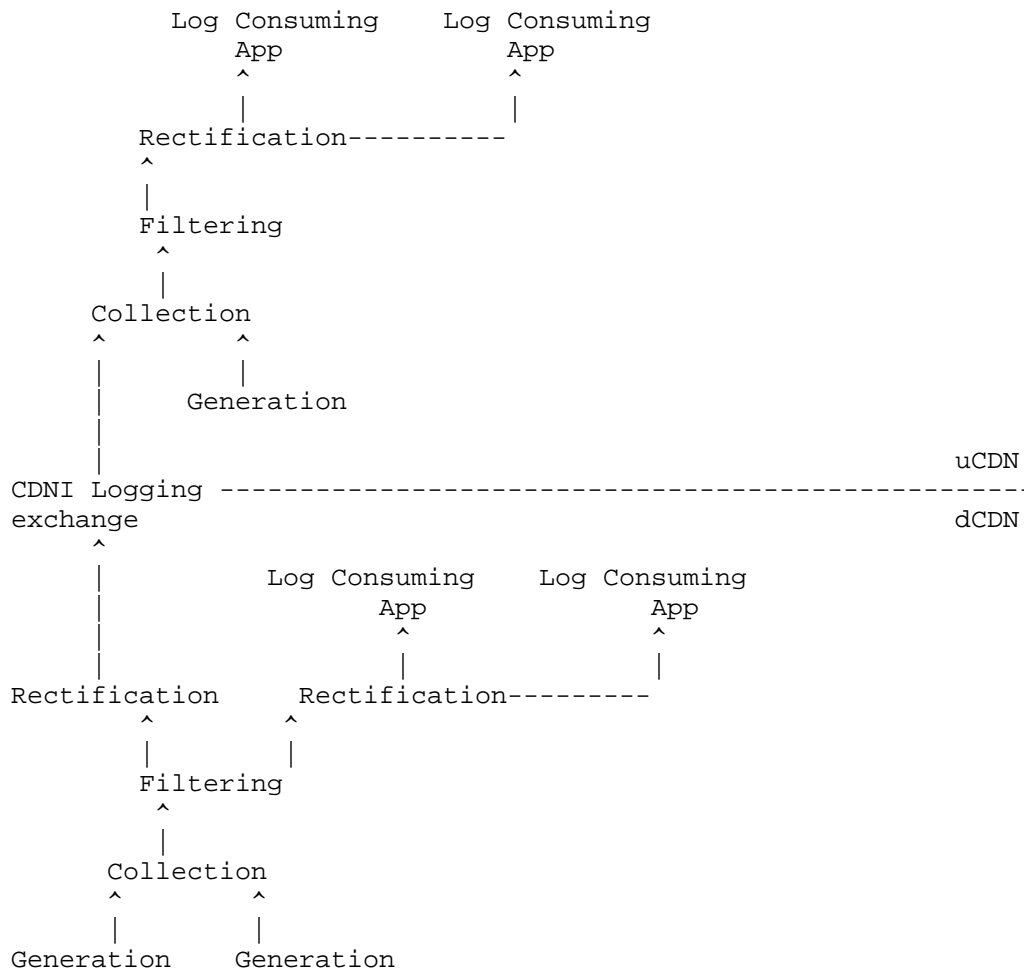 Log Consuming    Log Consuming
App              App
^                ^
|                |
Rectification----------
^
|
Filtering
^
|
Collection
^        ^
|        |
|     Generation
|
|                                                     uCDN
CDNI Logging ---------------------------------------------------
exchange                                              dCDN
^
|          Log Consuming    Log Consuming
|          App              App
|          ^                ^
|          |                |
Rectification     Rectification---------
^        ^
|        |
Filtering
^
|
Collection
^        ^
|        |
Generation    Generation